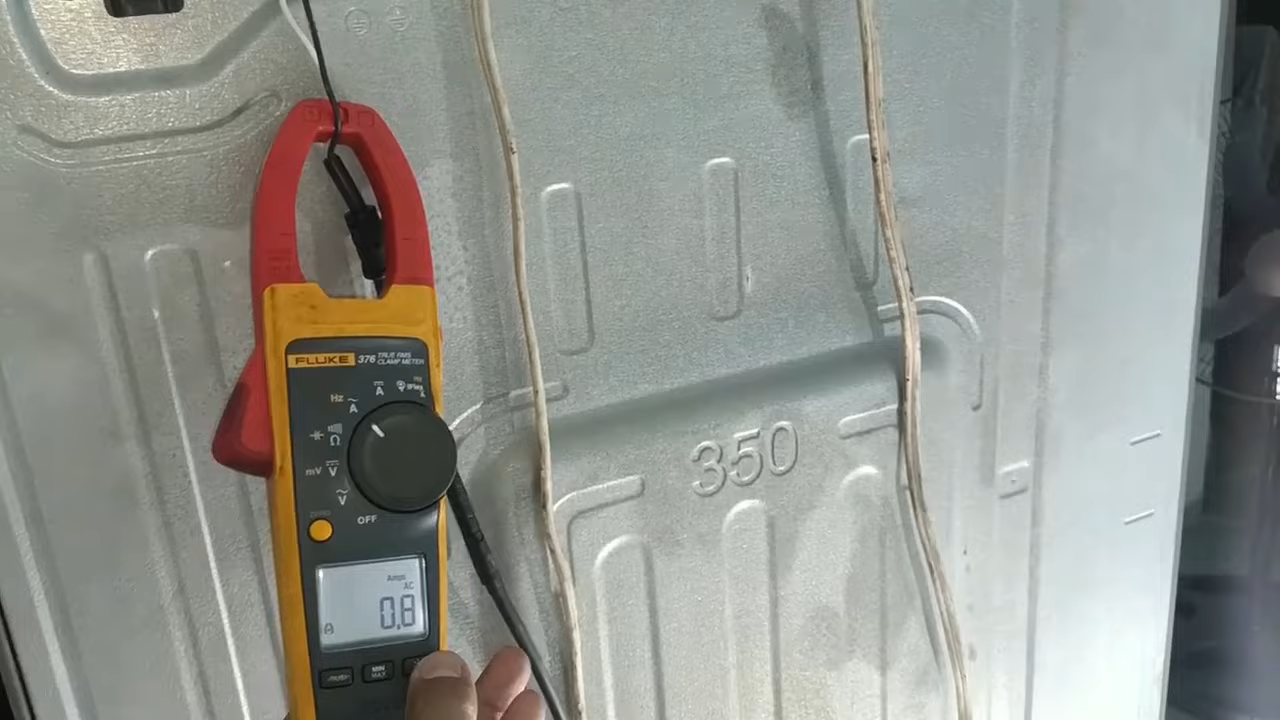 FLUKE 376 TRUE RMS
CLAMP METER
Hz
A
A
Ω
mV V
V
OFF
ZERO
Amps
AC
0.8
MIN
MAX
350